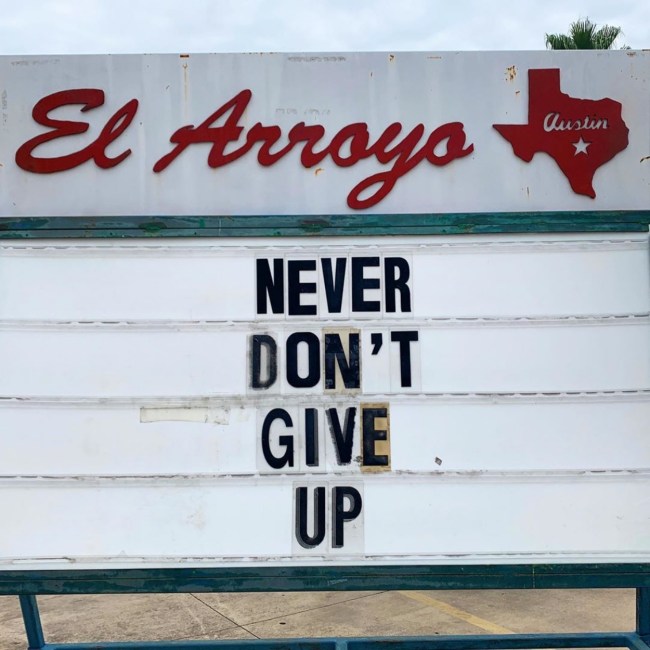 El Arroyo
Austin
NEVER
DON'T
GIVE
UP